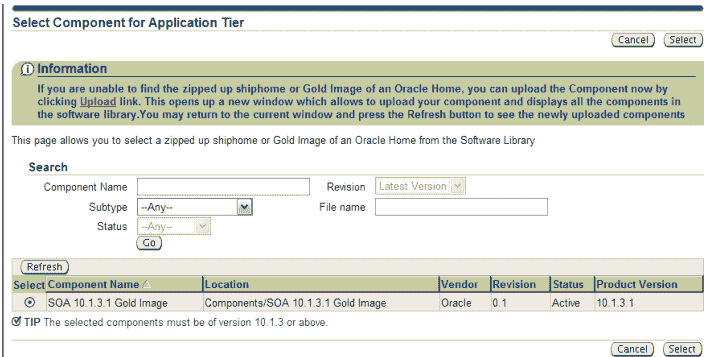 Select Component for Application Tier
Cancel Select
Information
If you are unable to find the zipped up shiphome or Gold Image of an Oracle Home, you can upload the Component now by
clicking Upload link. This opens up a new window which allows to upload your component and displays all the components in
the software library.You may return to the current window and press the Refresh button to see the newly uploaded components
This page allows you to select a zipped up shiphome or Gold Image of an Oracle Home from the Software Library
Search
Component Name Revision Latest Version
Subtype --Any-- File name
Status --Any--
Go
Refresh
Select Component Name Location Vendor Revision Status Product Version
SOA 10.1.3.1 Gold Image Components/SOA 10.1.3.1 Gold Image Oracle 0.1 Active 10.1.3.1
TIP The selected components must be of version 10.1.3 or above.
Cancel Select